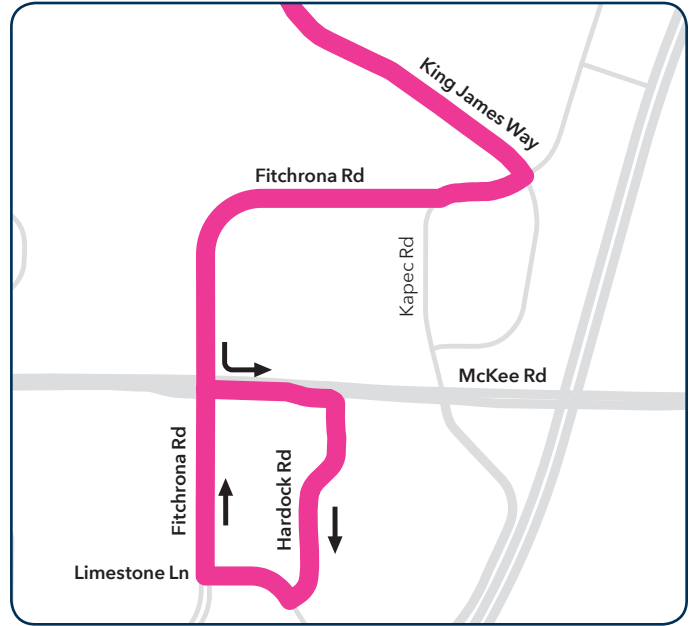 King James Way
Fitchrona Rd
Kapec Rd
McKee Rd
Fitchrona Rd
Hardock Rd
Limestone Ln